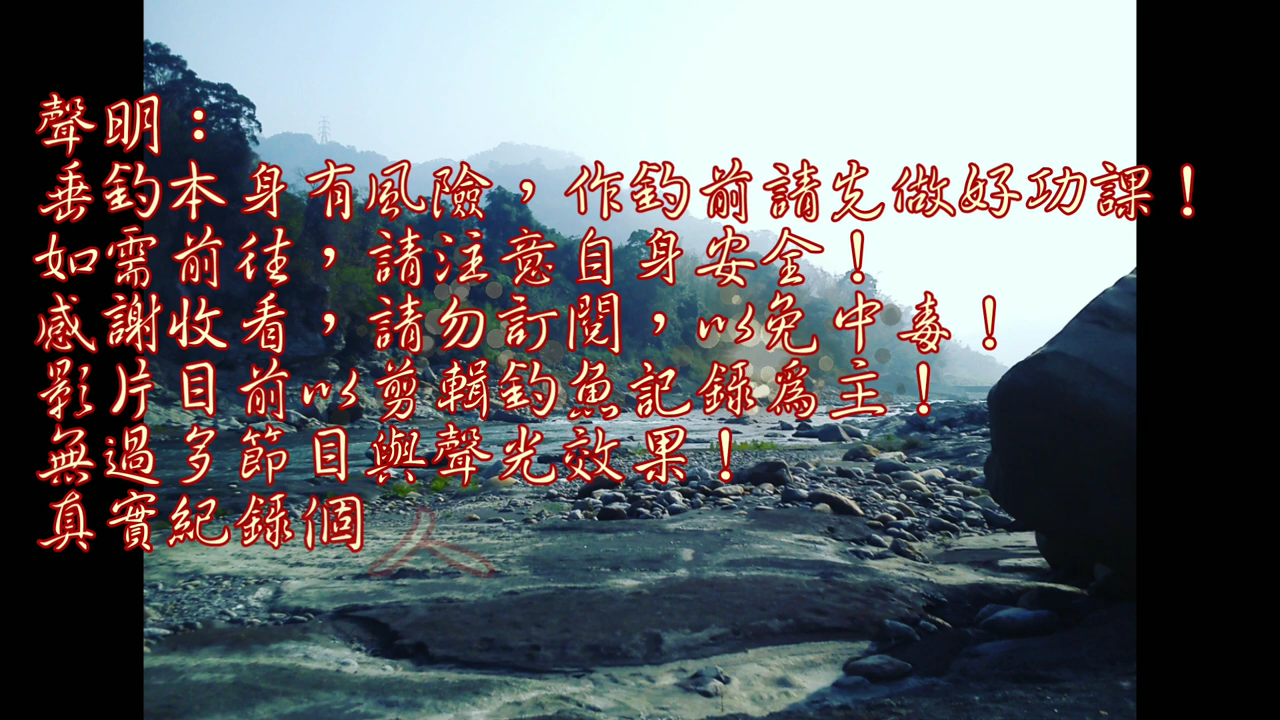 聲明：
垂釣本身有風險，作釣前請先做好功課！
如需前往，請注意自身安全！
感謝收看，請勿訂閱，以免中毒！
影片目前以剪輯釣魚記錄為主！
無過多節目與聲光效果！
真實紀錄個人